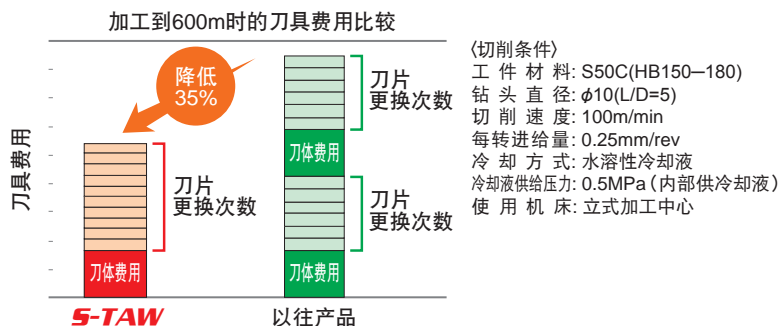 加工到600m时的刀具费用比较
刀具费用
降低
35%
刀片
更换次数
刀体费用
S-TAW
刀片
更换次数
刀体费用
刀片
更换次数
刀体费用
以往产品
〈切削条件〉
工件材料: S50C(HB150–180)
钻头直径: ϕ10(L/D=5)
切削速度: 100m/min
每转进给量: 0.25mm/rev
冷却方式: 水溶性冷却液
冷却液供给压力: 0.5MPa(内部供冷却液)
使用机床: 立式加工中心